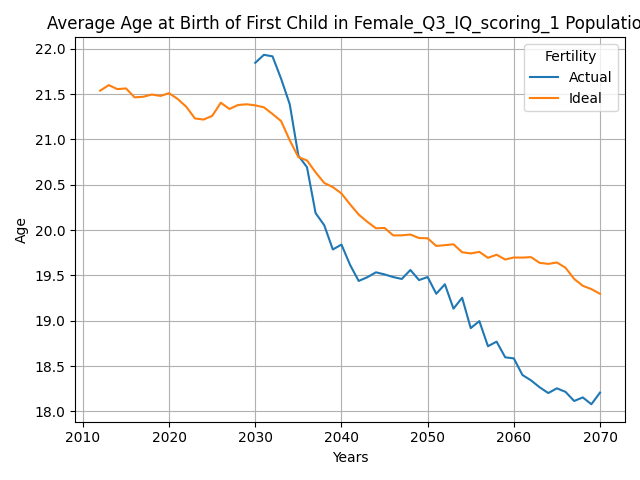 Average Age at Birth of First Child in Female_Q3_IQ_scoring_1 Populatio
Fertility
Actual
Ideal
22.0
21.5
21.0
20.5
20.0
19.5
19.0
18.5
18.0
Age
2010 2020 2030 2040 2050 2060 2070
Years